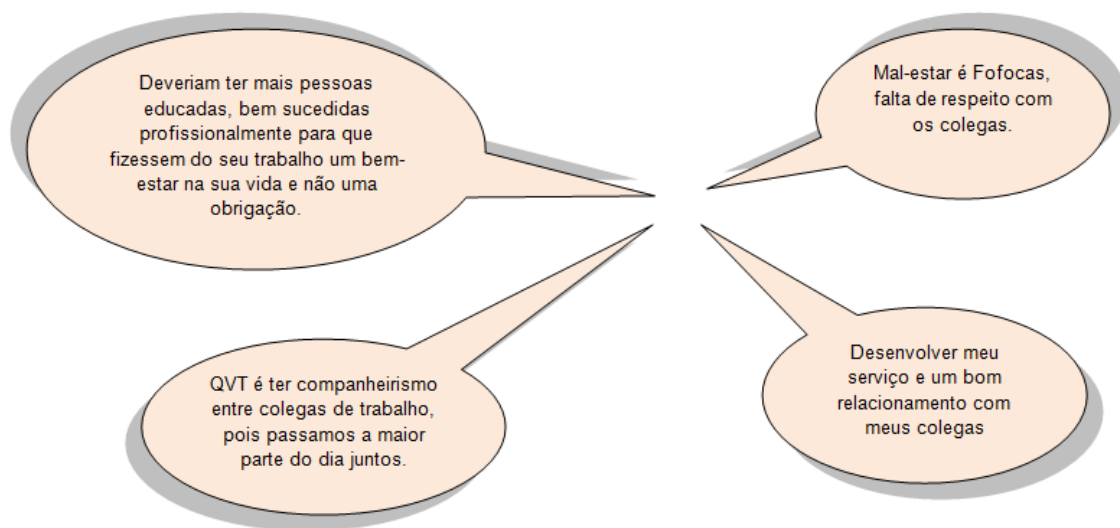 Deveriam ter mais pessoas
educadas, bem sucedidas
profissionalmente para que
fizessem do seu trabalho um bem-
estar na sua vida e não uma
obrigação.
Mal-estar é Fofocas,
falta de respeito com
os colegas.
QVT é ter companheirismo
entre colegas de trabalho,
pois passamos a maior
parte do dia juntos.
Desenvolver meu
serviço e um bom
relacionamento com
meus colegas